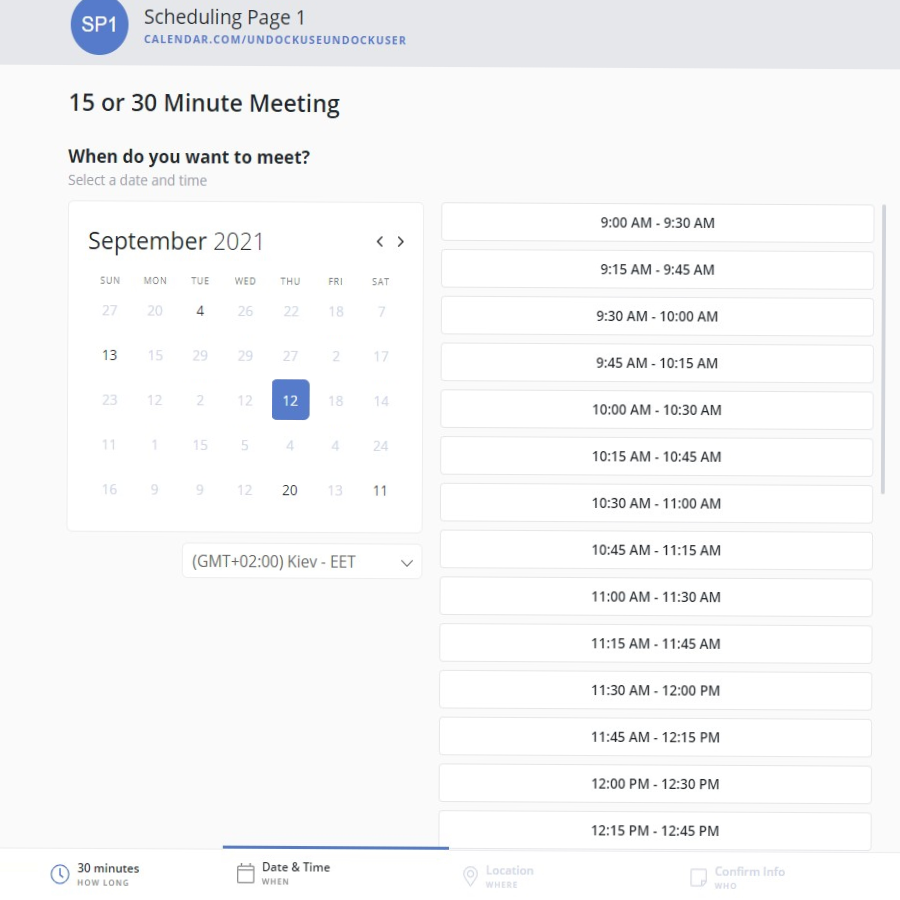 SP1
Scheduling Page 1
CALENDAR.COM/UNDOCKUSEUNDOCKUSER
15 or 30 Minute Meeting
When do you want to meet?
Select a date and time
September 2021
SUN MON TUE WED THU FRI SAT
27 20 4 26 22 18 7
13 15 29 29 27 2 17
23 12 2 12 12 18 14
11 1 15 5 4 4 24
16 9 9 12 20 13 11
(GMT+02:00) Kiev - EET
9:00 AM - 9:30 AM
9:15 AM - 9:45 AM
9:30 AM - 10:00 AM
9:45 AM - 10:15 AM
10:00 AM - 10:30 AM
10:15 AM - 10:45 AM
10:30 AM - 11:00 AM
10:45 AM - 11:15 AM
11:00 AM - 11:30 AM
11:15 AM - 11:45 AM
11:30 AM - 12:00 PM
11:45 AM - 12:15 PM
12:00 PM - 12:30 PM
12:15 PM - 12:45 PM
30 minutes
HOW LONG
Date & Time
WHEN
Location
WHERE
Confirm Info
WHO